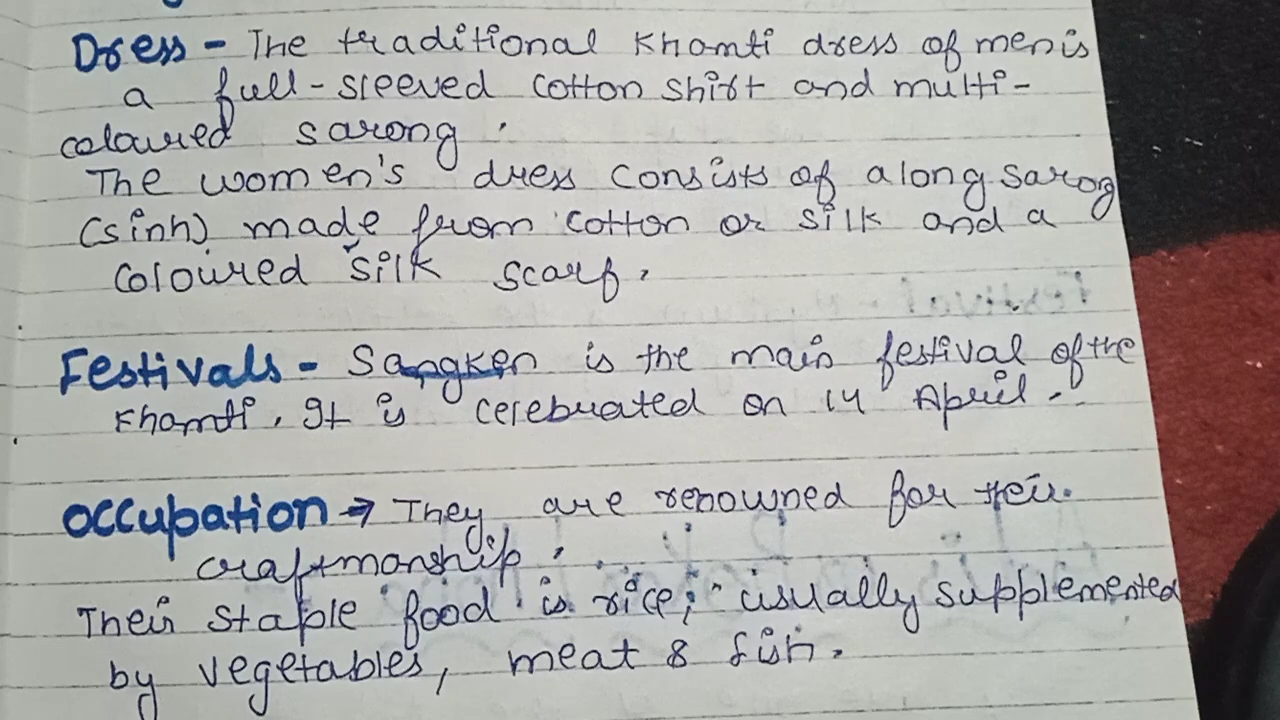 Dress - The traditional Khamti dress of men is
a full-sleeved cotton shirt and multi-
coloured sarong.
The women's dress consists of a long sarog
(sinh) made from cotton or silk and a
coloured silk scarf.
Festivals - Sangken is the main festival of the
Khamti. It is celebrated on 14 April.
Occupation → They are renowned for their
craftmanship.
Their stable food is rice, usually supplemented
by vegetables, meat & fish.